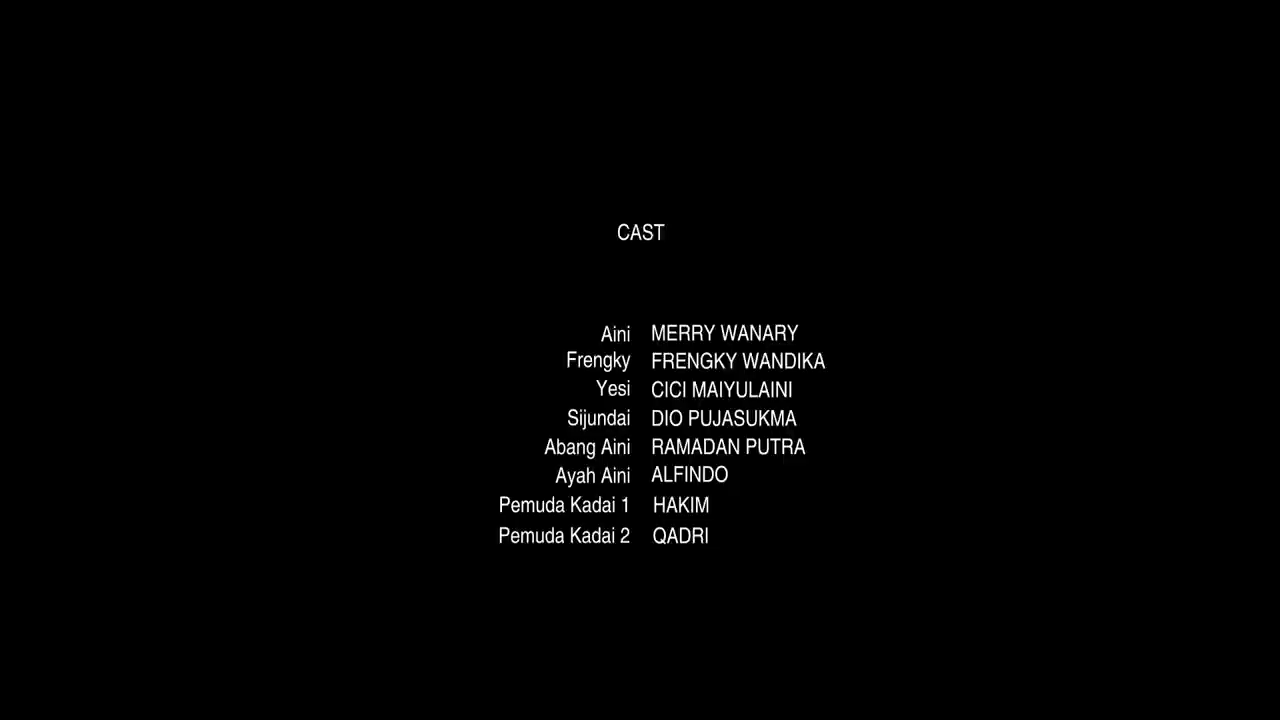 CAST
Aini MERRY WANARY
Frengky FRENGKY WANDIKA
Yesi CICI MAIYULAINI
Sijundai DIO PUJASUKMA
Abang Aini RAMADAN PUTRA
Ayah Aini ALFINDO
Pemuda Kadai 1 HAKIM
Pemuda Kadai 2 QADRI